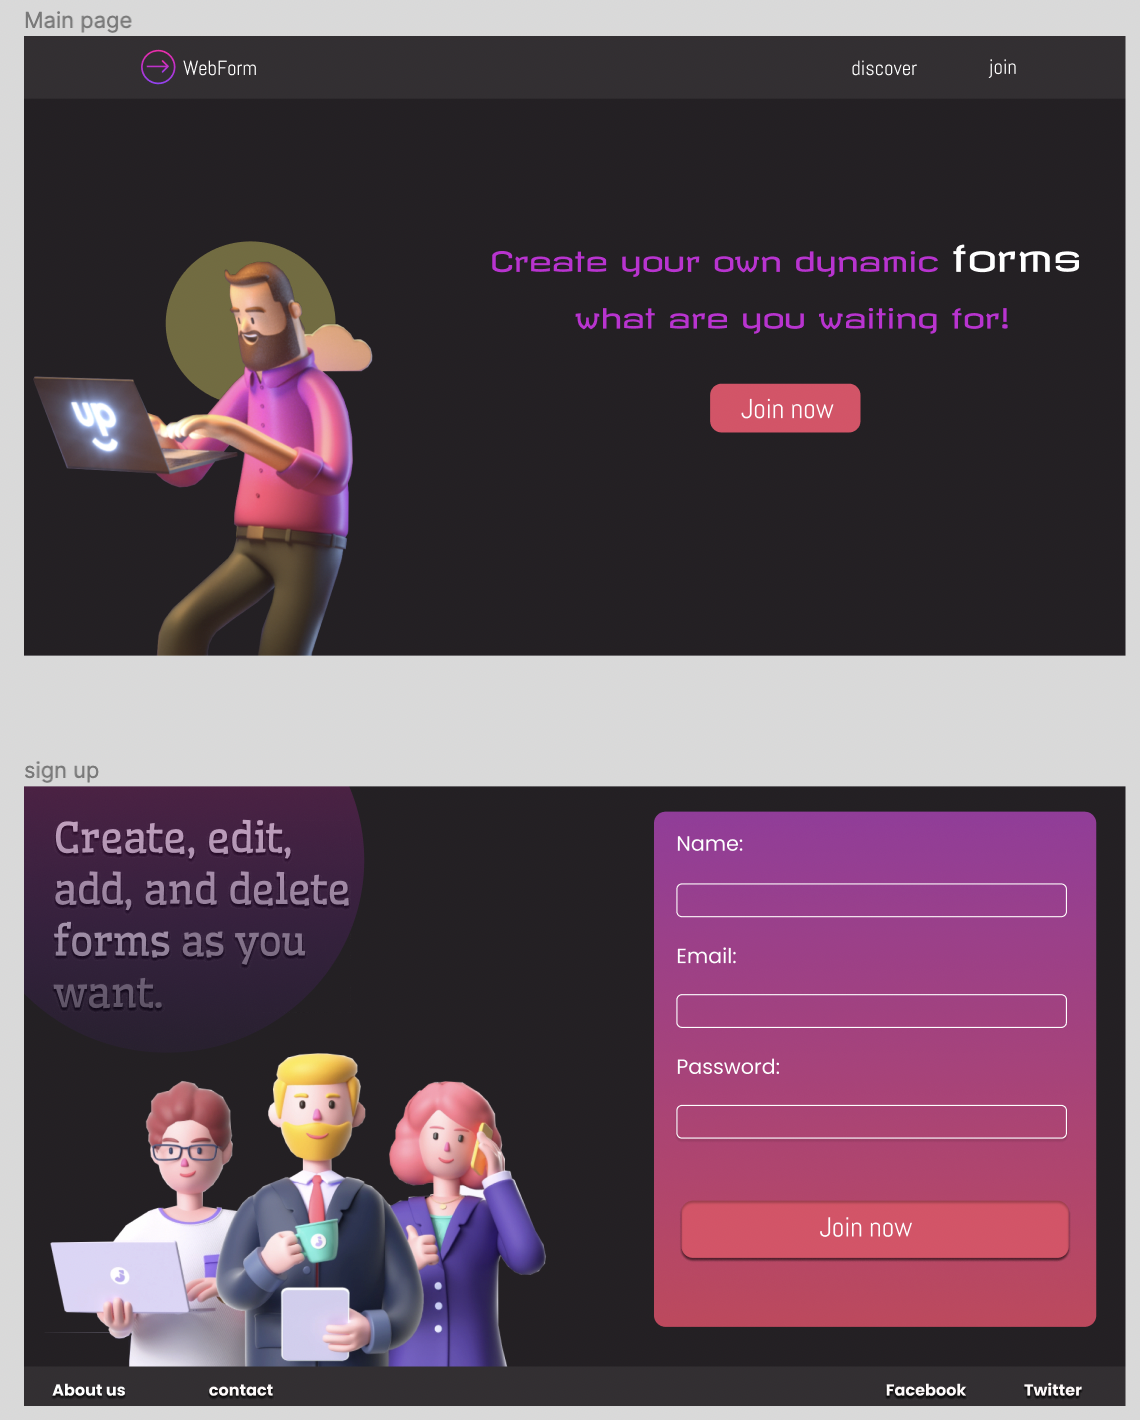 Main page
WebForm
discover
join
Create your own dynamic forms
what are you waiting for!
up
Join now
sign up
Create, edit,
add, and delete
forms as you
want.
Name:
Email:
Password:
Join now
About us
contact
Facebook
Twitter